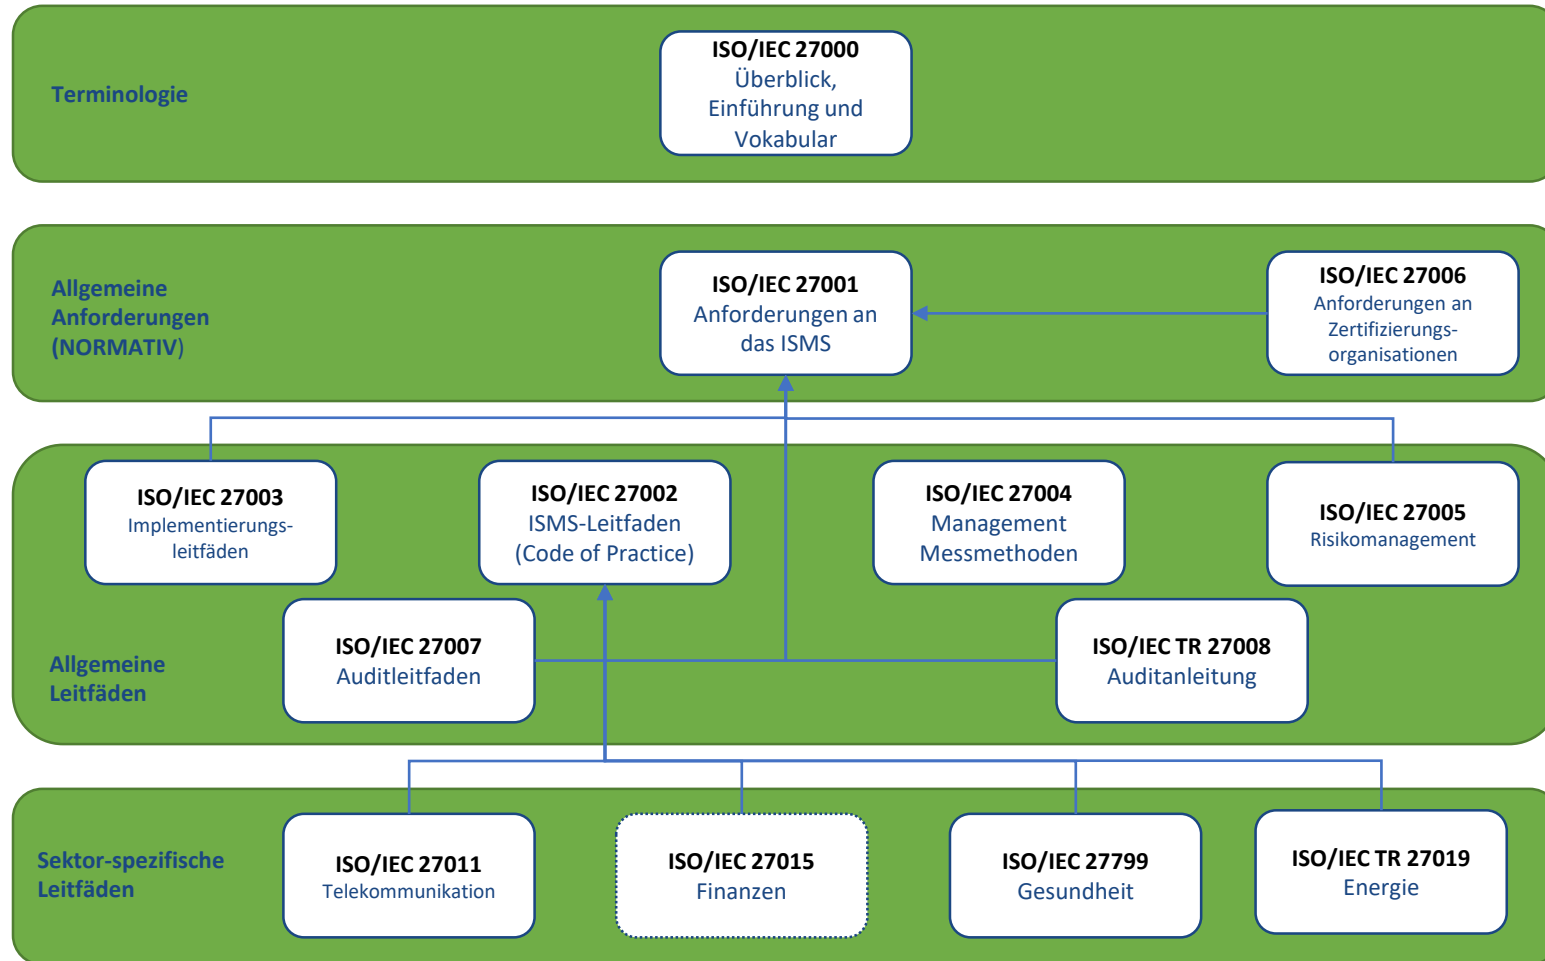 Terminologie
ISO/IEC 27000
Überblick,
Einführung und
Vokabular
Allgemeine
Anforderungen
(NORMATIV)
ISO/IEC 27001
Anforderungen an
das ISMS
ISO/IEC 27006
Anforderungen an
Zertifizierungs-
organisationen
ISO/IEC 27003
Implementierungs-
leitfäden
ISO/IEC 27002
ISMS-Leitfaden
(Code of Practice)
ISO/IEC 27004
Management
Messmethoden
ISO/IEC 27005
Risikomanagement
Allgemeine
Leitfäden
ISO/IEC 27007
Auditleitfaden
ISO/IEC TR 27008
Auditanleitung
Sektor-spezifische
Leitfäden
ISO/IEC 27011
Telekommunikation
ISO/IEC 27015
Finanzen
ISO/IEC 27799
Gesundheit
ISO/IEC TR 27019
Energie